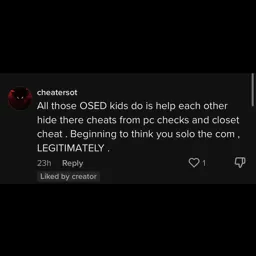 cheatersot
All those OSED kids do is help each other
hide there cheats from pc checks and closet
cheat . Beginning to think you solo the com ,
LEGITIMATELY .
23h Reply 1
Liked by creator